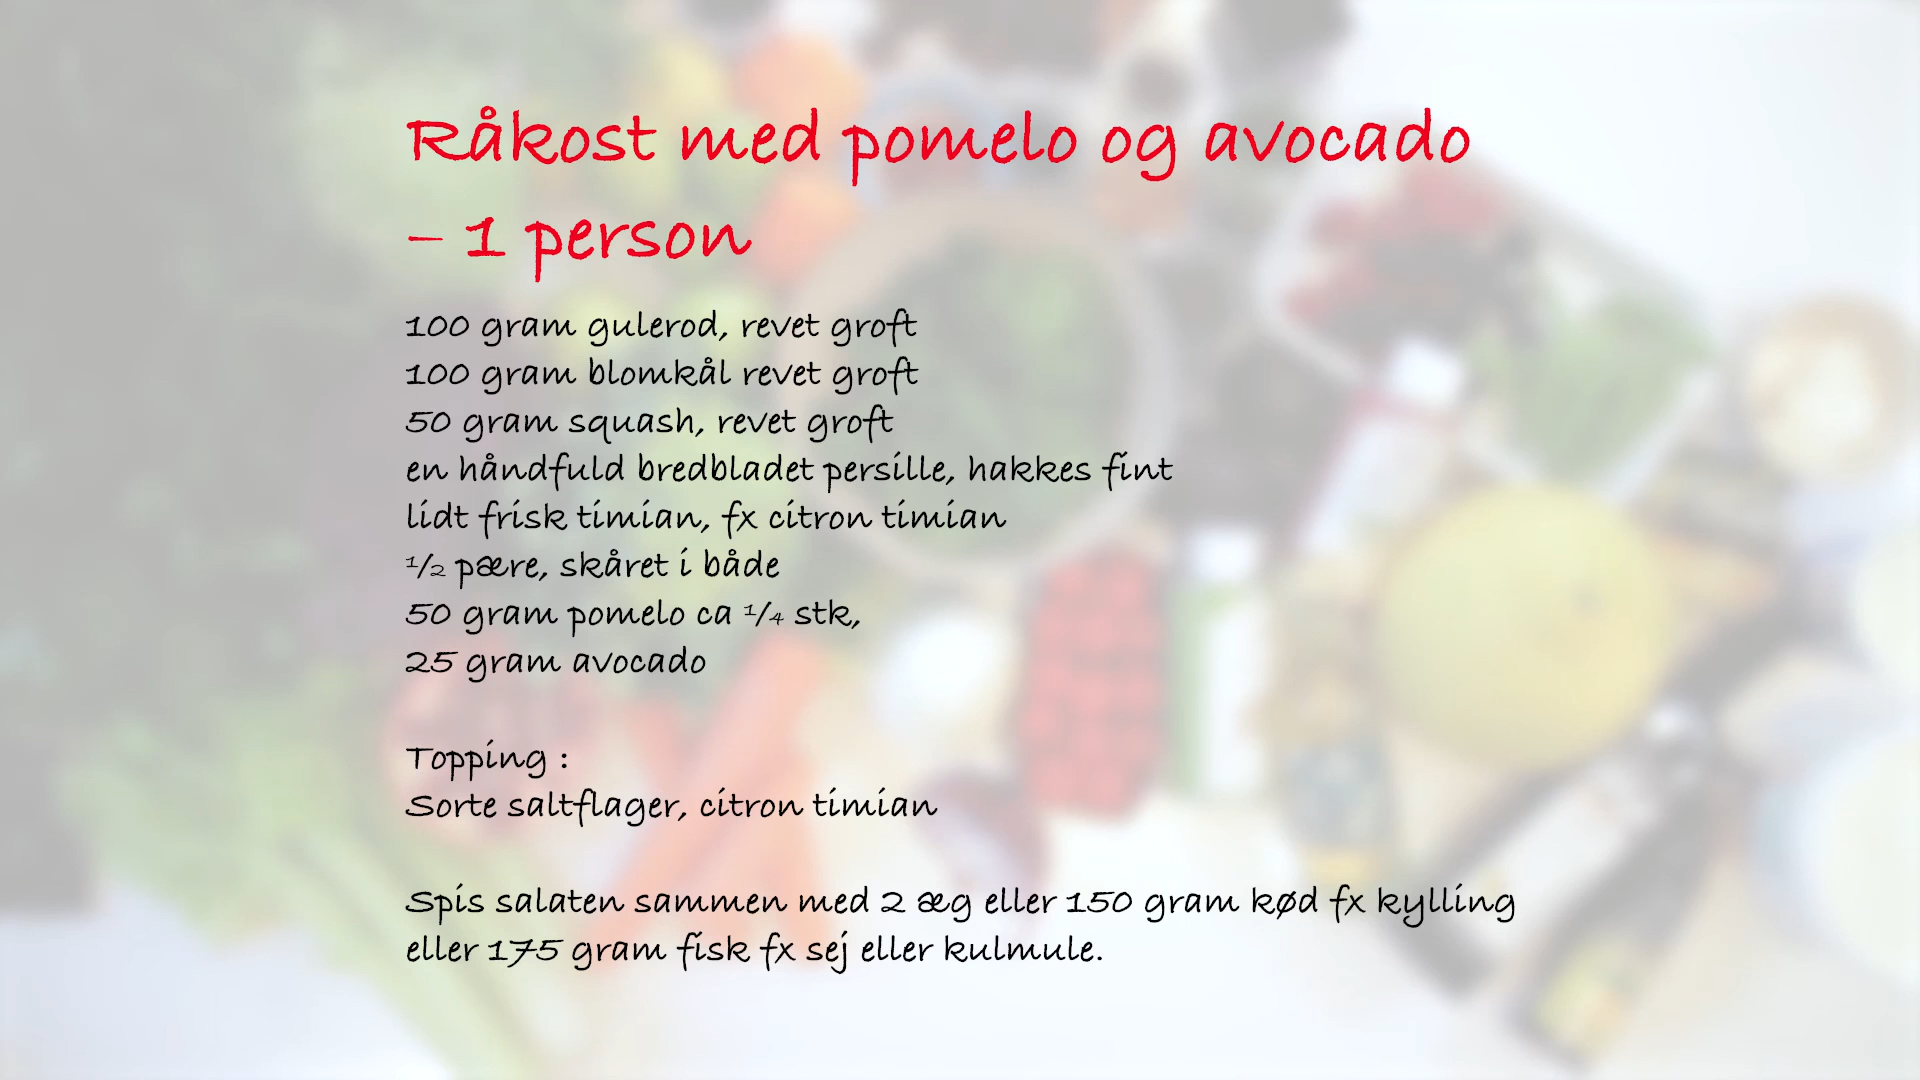 Råkost med pomelo og avocado
– 1 person
100 gram gulerod, revet groft
100 gram blomkål revet groft
50 gram squash, revet groft
en håndfuld bredbladet persille, hakkes fint
lidt frisk timian, fx citron timian
½ pære, skåret i både
50 gram pomelo ca ¼ stk,
25 gram avocado
Topping :
Sorte saltflager, citron timian
Spis salaten sammen med 2 æg eller 150 gram kød fx kylling
eller 175 gram fisk fx sej eller kulmule.